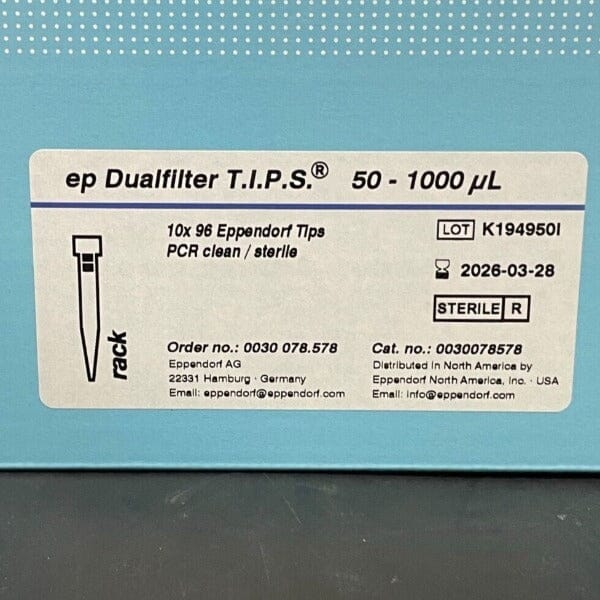 ep Dualfilter T.I.P.S.® 50 - 1000 µL
10x 96 Eppendorf Tips
PCR clean / sterile
LOT K194950I
2026-03-28
STERILE R
rack
Order no.: 0030 078.578
Eppendorf AG
22331 Hamburg · Germany
Email: eppendorf@eppendorf.com
Cat. no.: 0030078578
Distributed in North America by
Eppendorf North America, Inc. · USA
Email: info@eppendorf.com